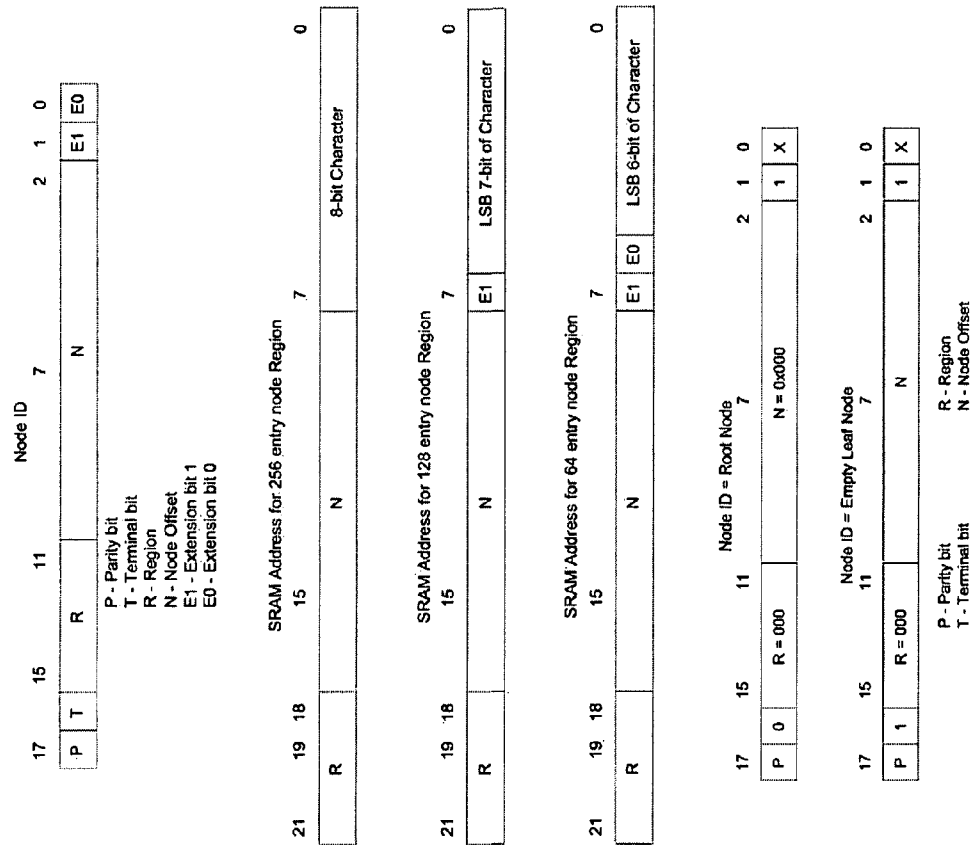 Node ID
17 15 11 7 2 1 0
P T R N E1 E0
P - Parity bit
T - Terminal bit
R - Region
N - Node Offset
E1 - Extension bit 1
E0 - Extension bit 0
SRAM Address for 256 entry node Region
21 19 18 15 7 0
R N 8-bit Character
SRAM Address for 128 entry node Region
21 19 18 15 7 0
R N E1 LSB 7-bit of Character
SRAM Address for 64 entry node Region
21 19 18 15 7 0
R N E1 E0 LSB 6-bit of Character
Node ID = Root Node
17 15 11 7 2 1 0
P 0 R = 000 N = 0x000 1 X
Node ID = Empty Leaf Node
17 15 11 7 2 1 0
P 1 R = 000 N 1 X
P - Parity bit
T - Terminal bit
R - Region
N - Node Offset